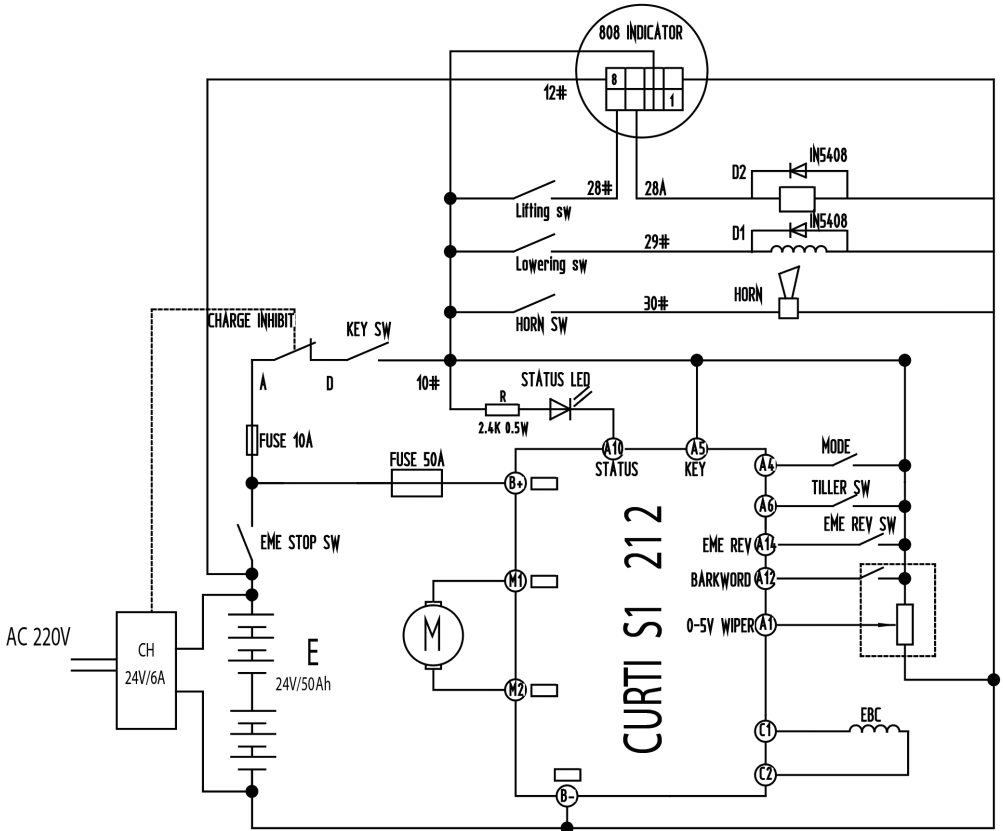 808 INDICATOR
8
12#
1
IN5408
D2
28#
28A
Lifting sw
IN5408
D1
29#
Lowering sw
HORN
30#
HORN SW
CHARGE INHIBIT
KEY SW
A
D
10#
STATUS LED
R
2.4K 0.5W
FUSE 10A
A10
A5
STATUS
KEY
MODE
FUSE 50A
A4
B+
TILLER SW
A6
EME REV SW
EME STOP SW
EME REV
A14
M1
BARKWORD
A12
0-5V WIPER
A1
AC 220V
M
CH
24V/6A
E
24V/50Ah
M2
CURTI S1 212
EBC
C1
C2
B-